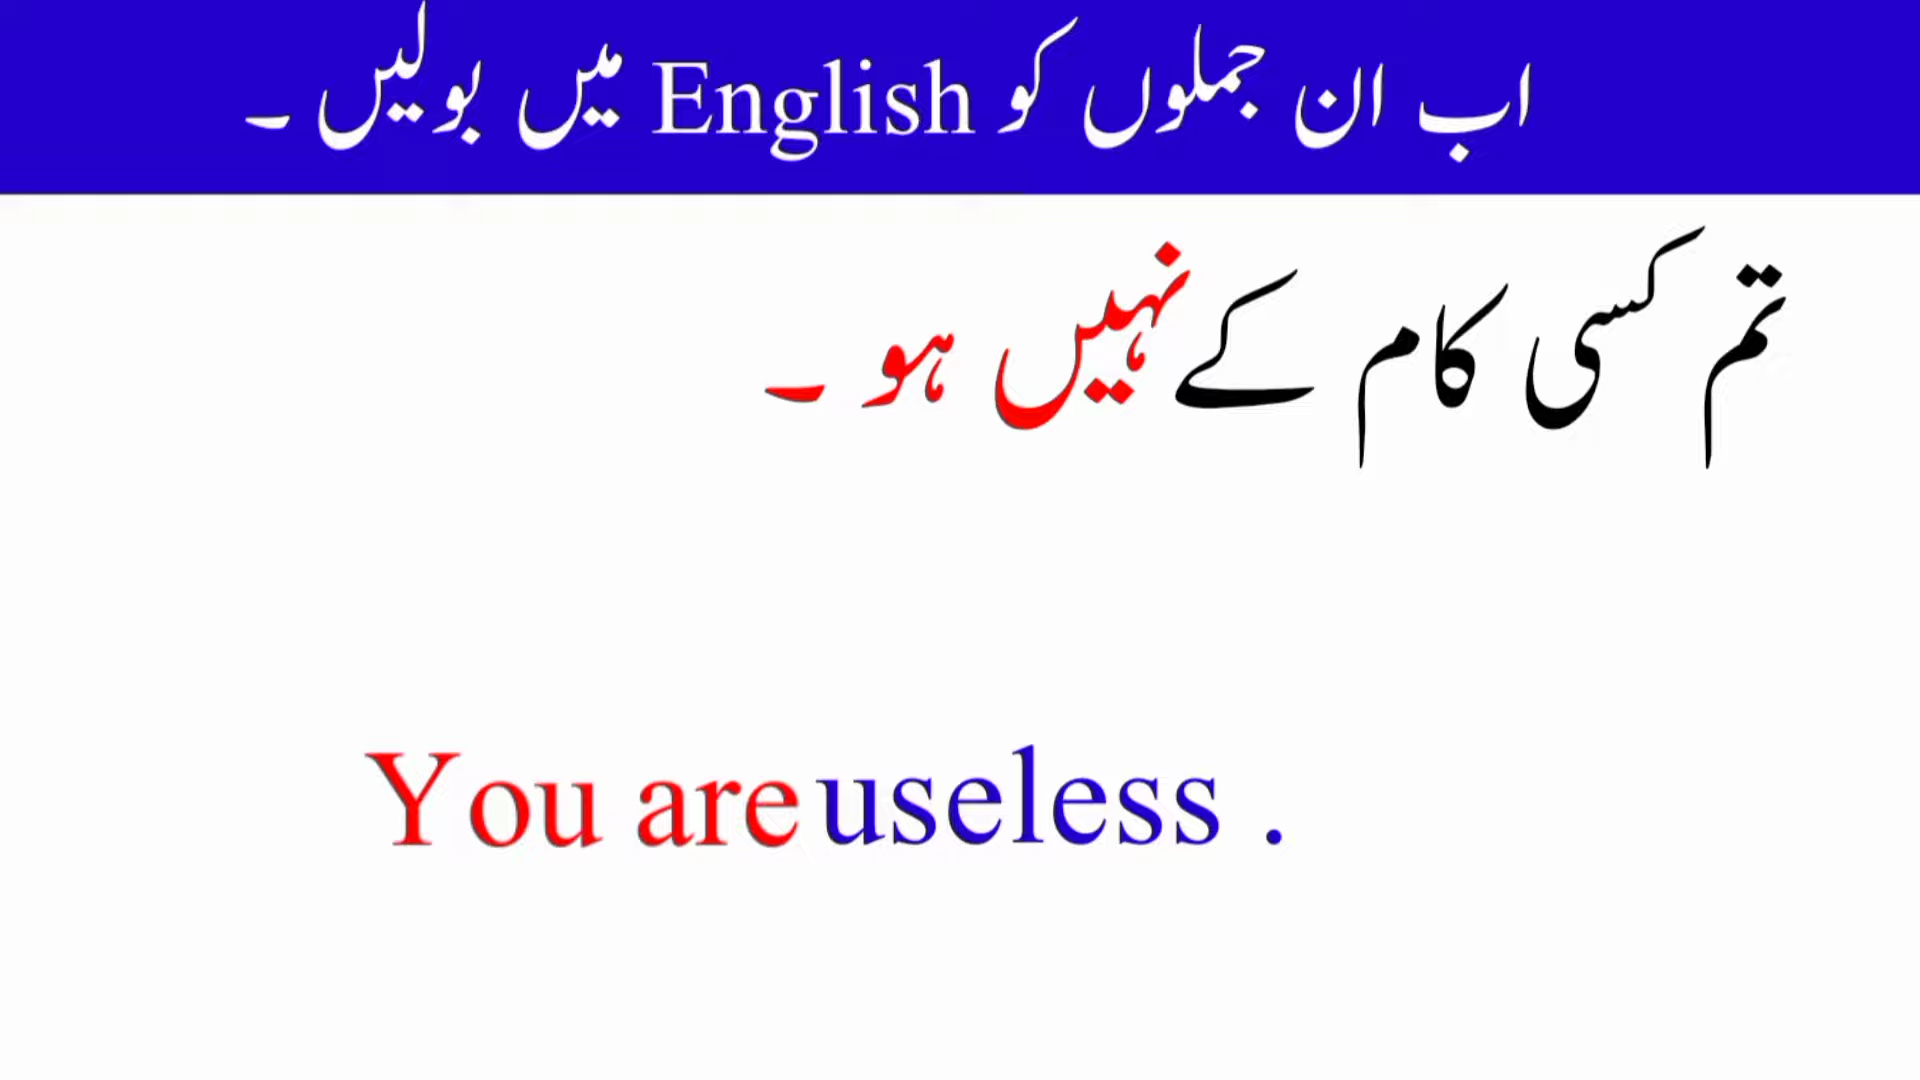 اب ان جملوں کو English میں بولیں ۔
تم کسی کام کے نہیں ہو ۔
You are useless .